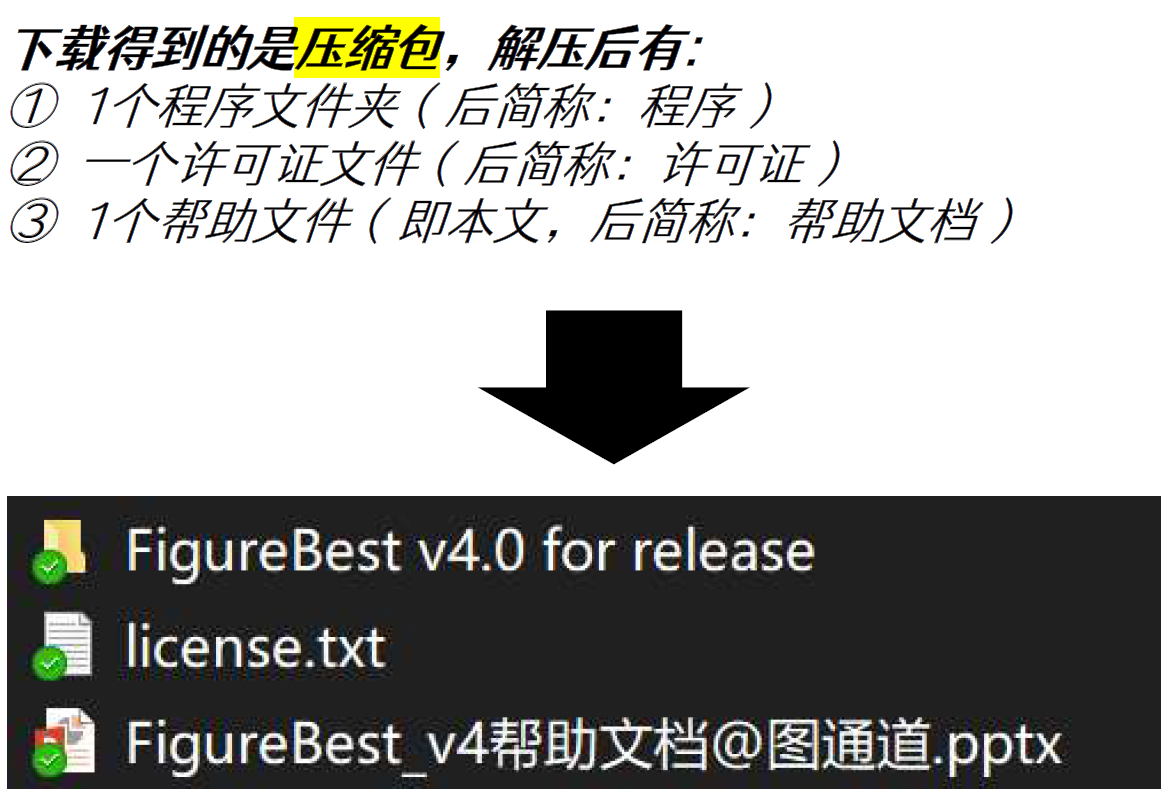 下载得到的是压缩包，解压后有：
① 1个程序文件夹（后简称：程序）
② 一个许可证文件（后简称：许可证）
③ 1个帮助文件（即本文，后简称：帮助文档）
FigureBest v4.0 for release
license.txt
FigureBest_v4帮助文档@图通道.pptx